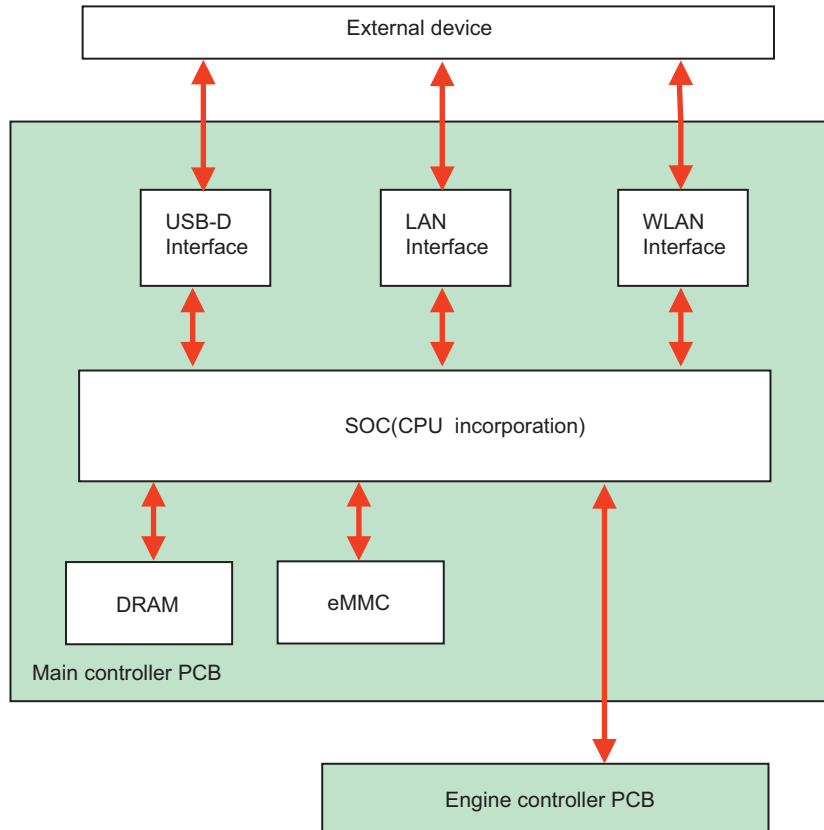 External device
USB-D
Interface
LAN
Interface
WLAN
Interface
SOC(CPU incorporation)
DRAM
eMMC
Main controller PCB
Engine controller PCB